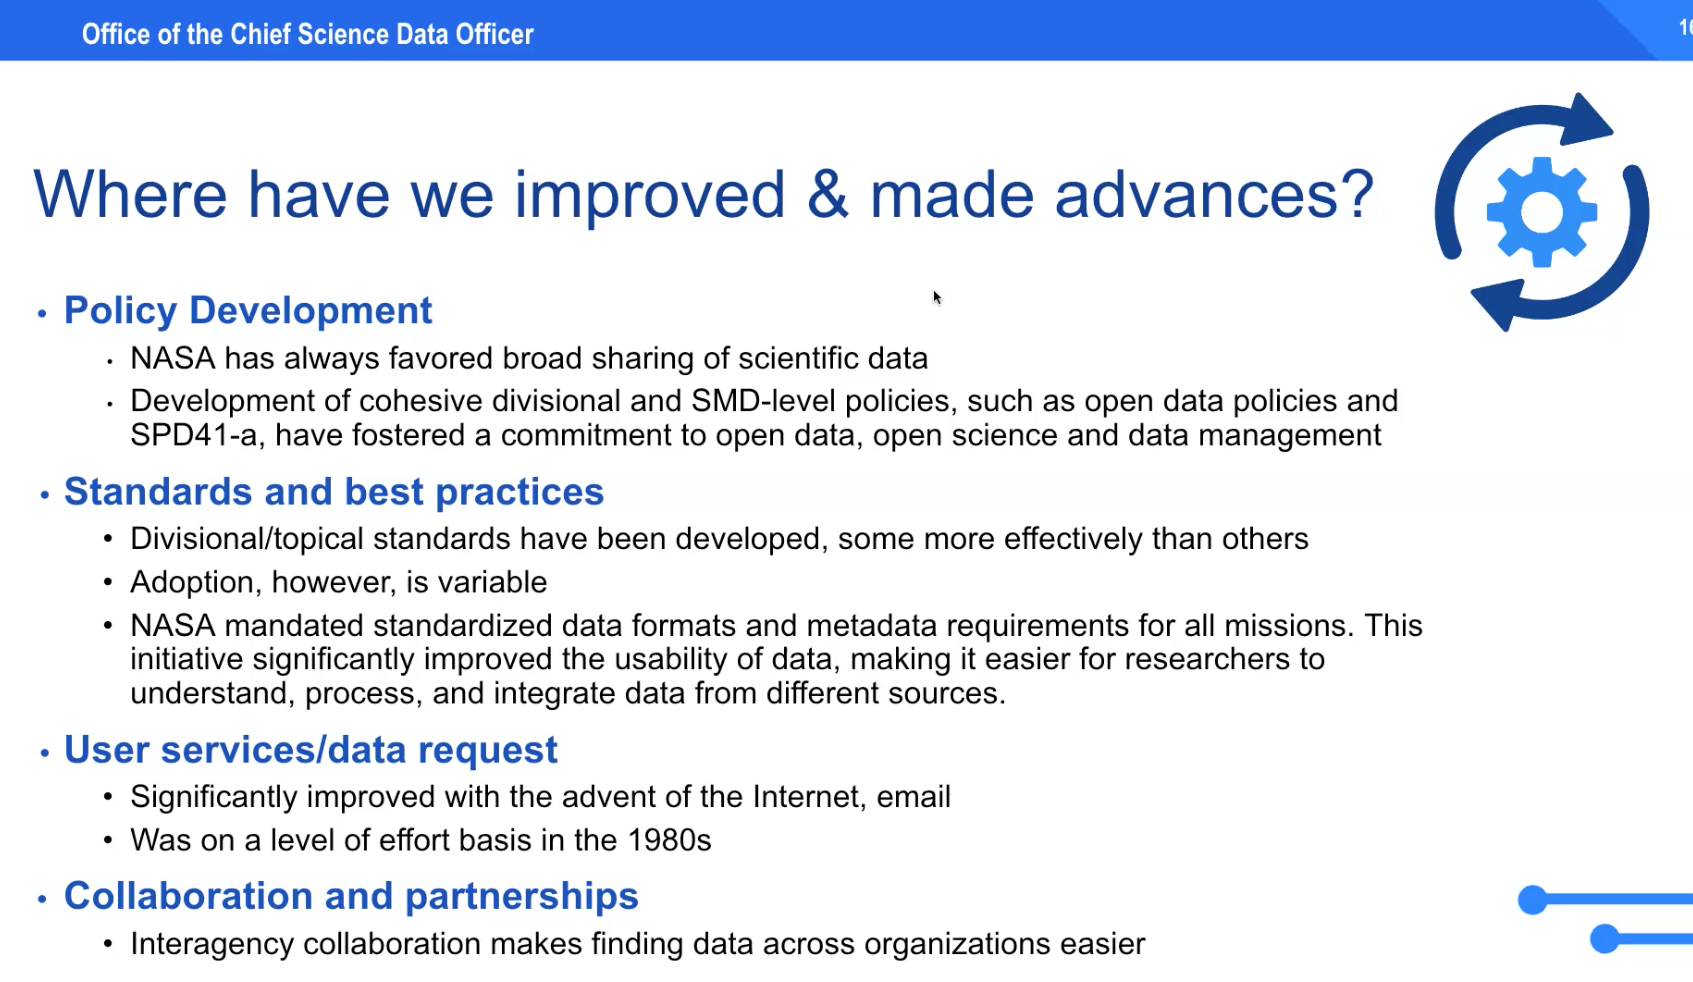 Office of the Chief Science Data Officer
Where have we improved & made advances?
• Policy Development
• NASA has always favored broad sharing of scientific data
• Development of cohesive divisional and SMD-level policies, such as open data policies and
SPD41-a, have fostered a commitment to open data, open science and data management
• Standards and best practices
• Divisional/topical standards have been developed, some more effectively than others
• Adoption, however, is variable
• NASA mandated standardized data formats and metadata requirements for all missions. This
initiative significantly improved the usability of data, making it easier for researchers to
understand, process, and integrate data from different sources.
• User services/data request
• Significantly improved with the advent of the Internet, email
• Was on a level of effort basis in the 1980s
• Collaboration and partnerships
• Interagency collaboration makes finding data across organizations easier